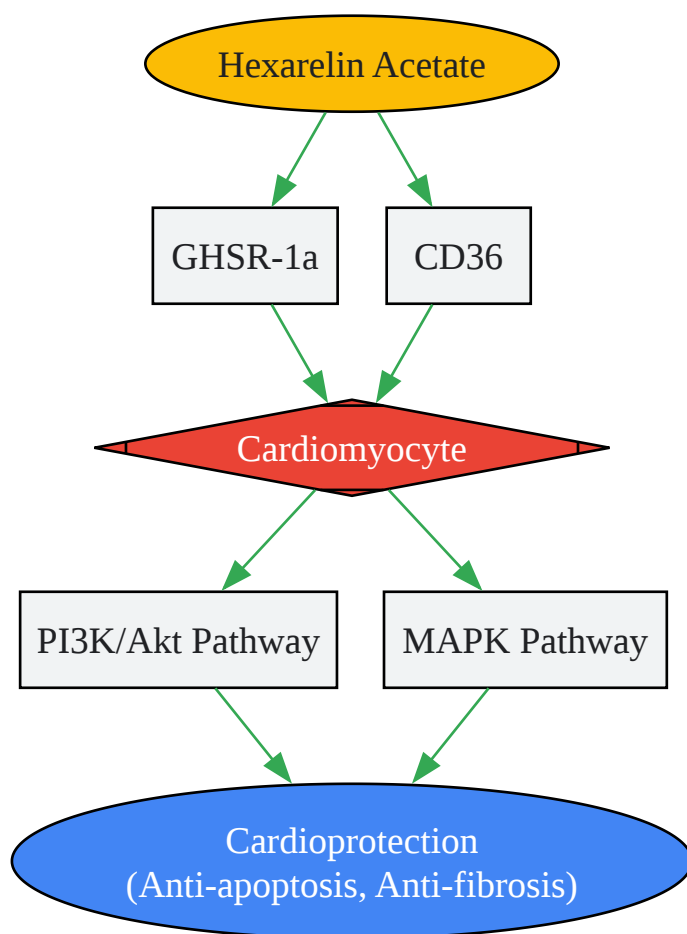 Hexarelin Acetate
GHSR-1a
CD36
Cardiomyocyte
PI3K/Akt Pathway
MAPK Pathway
Cardioprotection
(Anti-apoptosis, Anti-fibrosis)